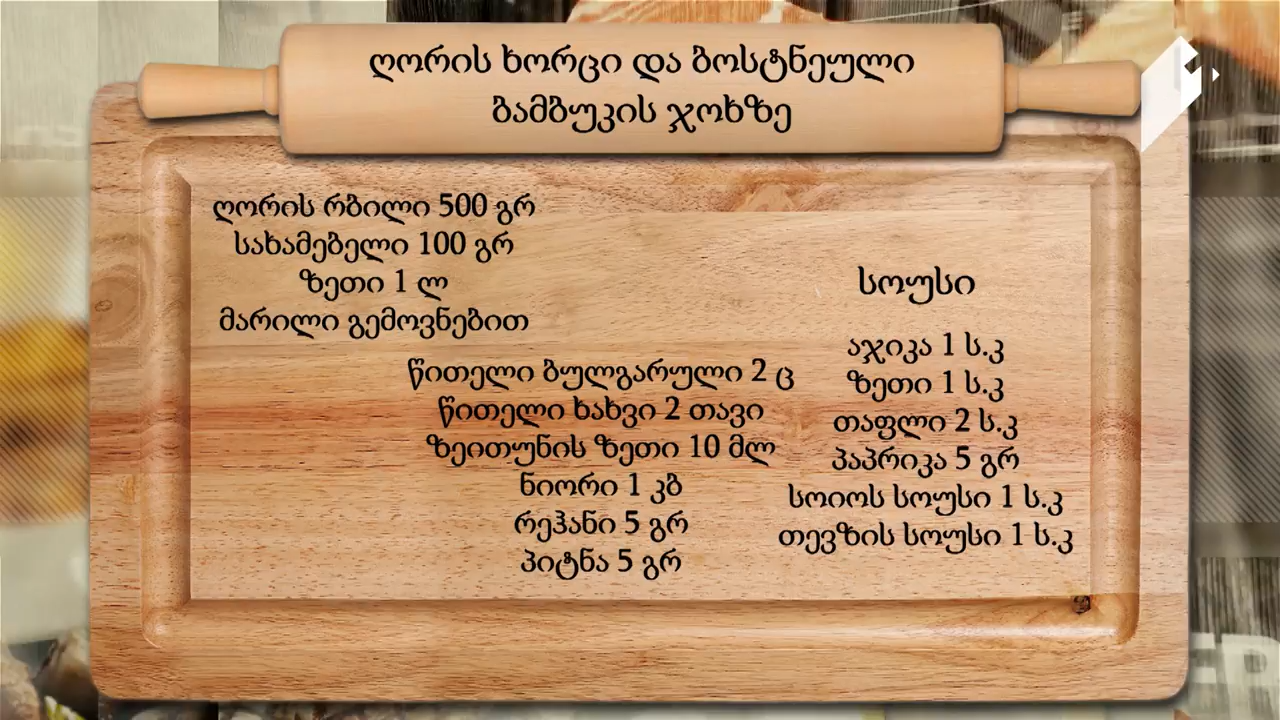 ღორის ხორცი და ბოსტნეული
ბამბუკის ჯოხზე
ღორის რბილი 500 გრ
სახამებელი 100 გრ
ზეთი 1 ლ
მარილი გემოვნებით
წითელი ბულგარული 2 ც
წითელი ხახვი 2 თავი
ზეითუნის ზეთი 10 მლ
ნიორი 1 კბ
რეჰანი 5 გრ
პიტნა 5 გრ
სოუსი
აჯიკა 1 ს.კ
ზეთი 1 ს.კ
თაფლი 2 ს.კ
პაპრიკა 5 გრ
სოიოს სოუსი 1 ს.კ
თევზის სოუსი 1 ს.კ